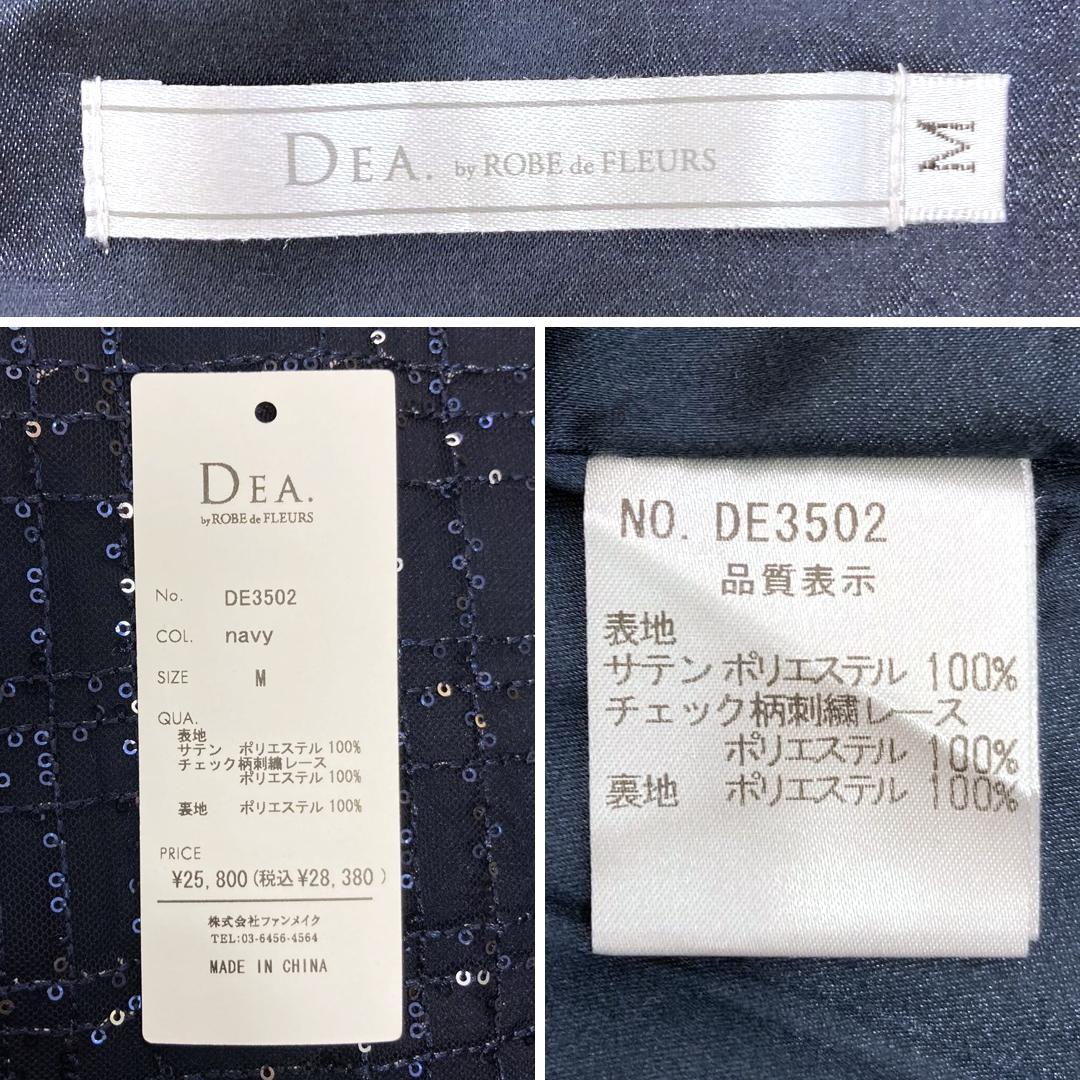 DEA. by ROBE de FLEURS
M
DEA.
by ROBE de FLEURS
No. DE3502
COL. navy
SIZE M
QUA.
表地
サテン ポリエステル 100%
チェック柄刺繍レース
ポリエステル 100%
裏地 ポリエステル 100%
PRICE
¥25,800(税込¥28,380)
株式会社ファンメイク
TEL:03-6456-4564
MADE IN CHINA
NO. DE3502
品質表示
表地
サテン ポリエステル 100%
チェック柄刺繍レース
ポリエステル 100%
裏地 ポリエステル 100%